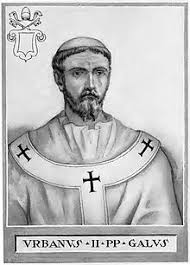 VRBANVS · II · PP · GALVS